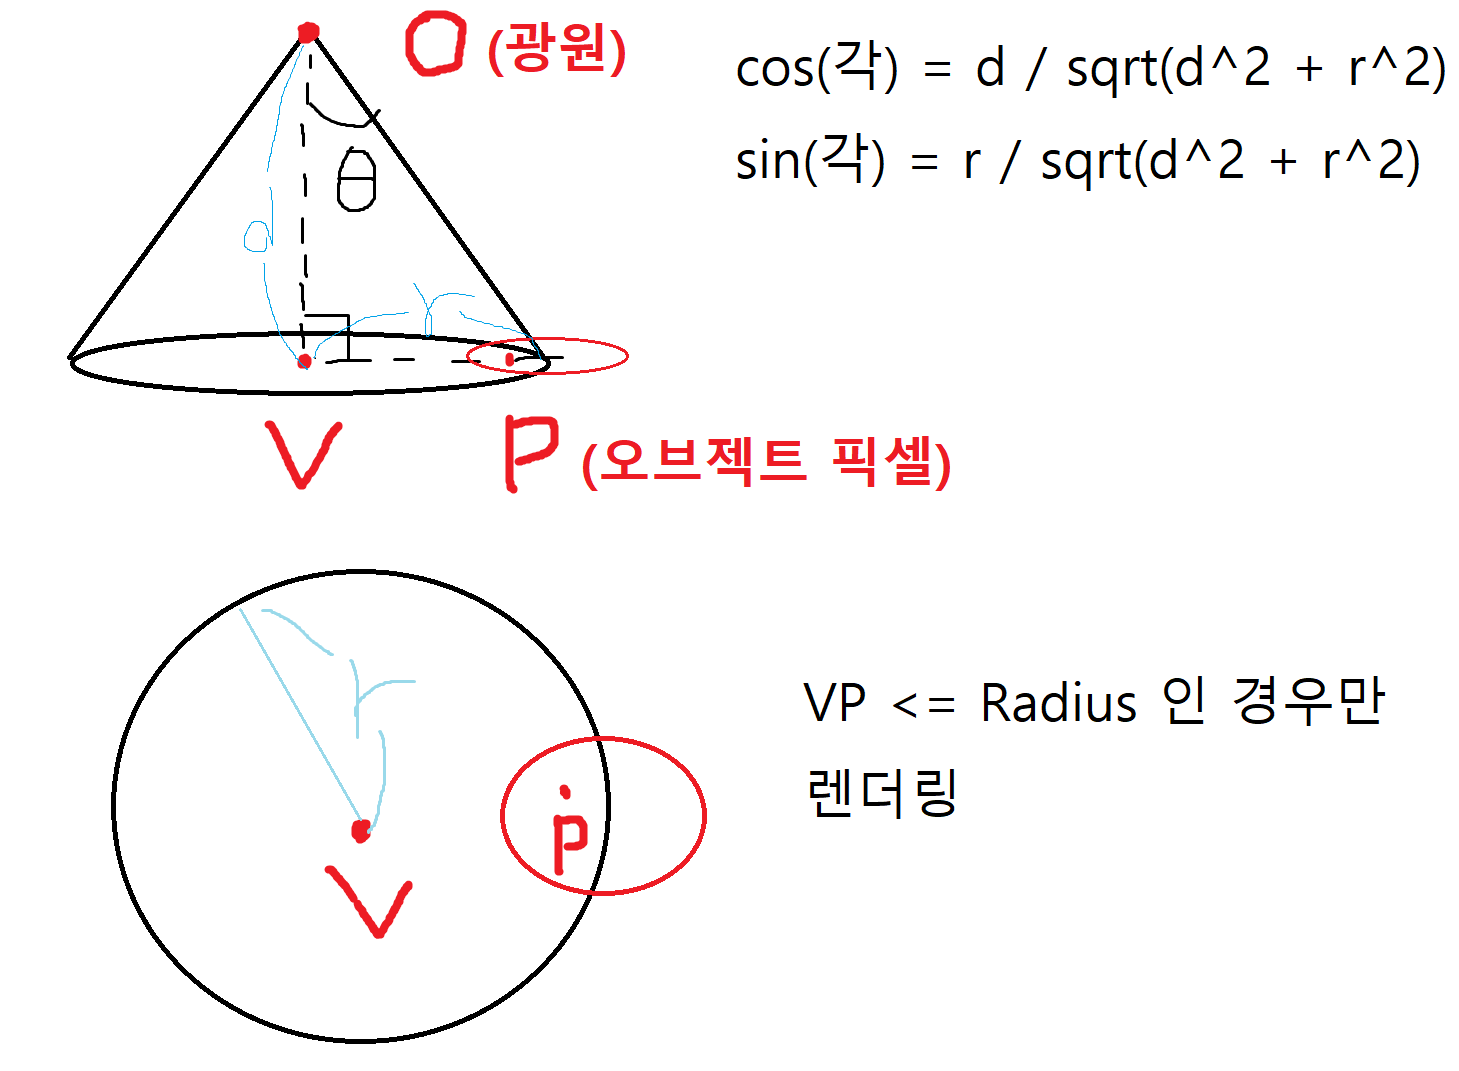 O (광원)
cos(각) = d / sqrt(d^2 + r^2)
sin(각) = r / sqrt(d^2 + r^2)
θ
d
r
V
P (오브젝트 픽셀)
r
P
V
VP <= Radius 인 경우만
렌더링